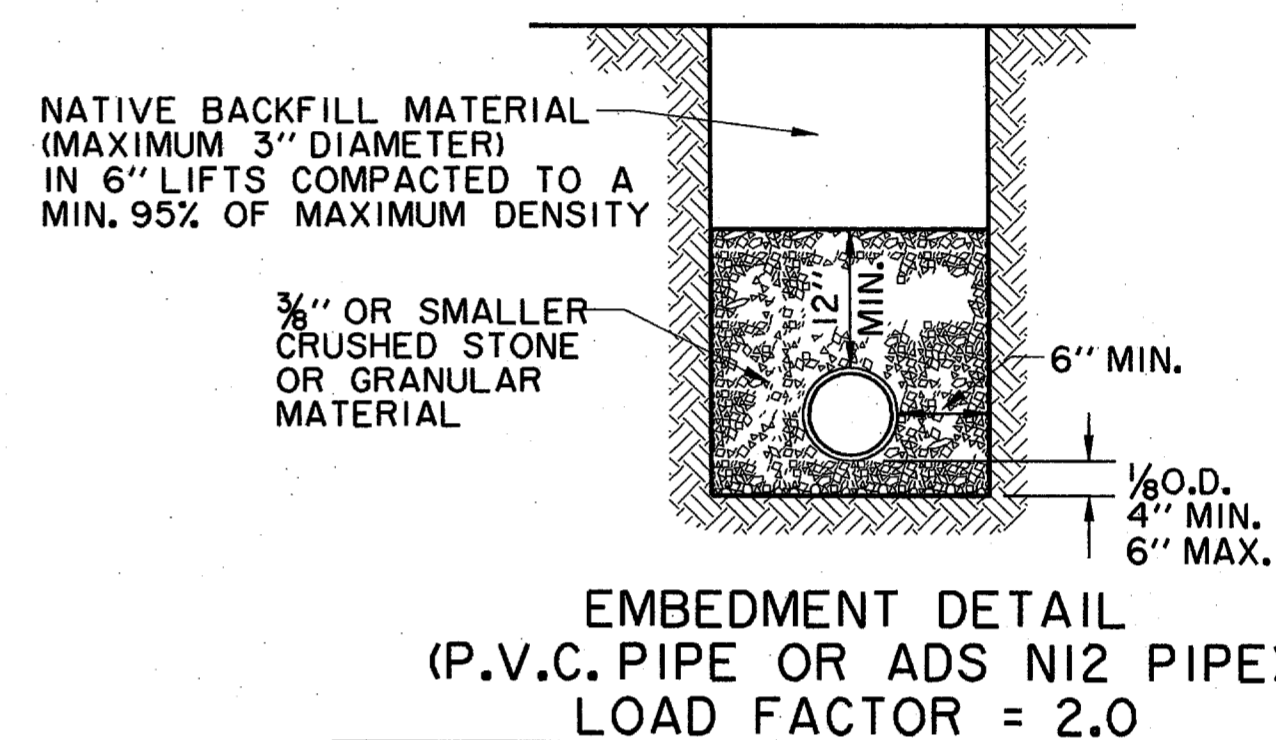 NATIVE BACKFILL MATERIAL
(MAXIMUM 3" DIAMETER)
IN 6" LIFTS COMPACTED TO A
MIN. 95% OF MAXIMUM DENSITY
3/8" OR SMALLER
CRUSHED STONE
OR GRANULAR
MATERIAL
12"
MIN.
6" MIN.
1/8 O.D.
4" MIN.
6" MAX.
EMBEDMENT DETAIL
(P.V.C. PIPE OR ADS N12 PIPE)
LOAD FACTOR = 2.0